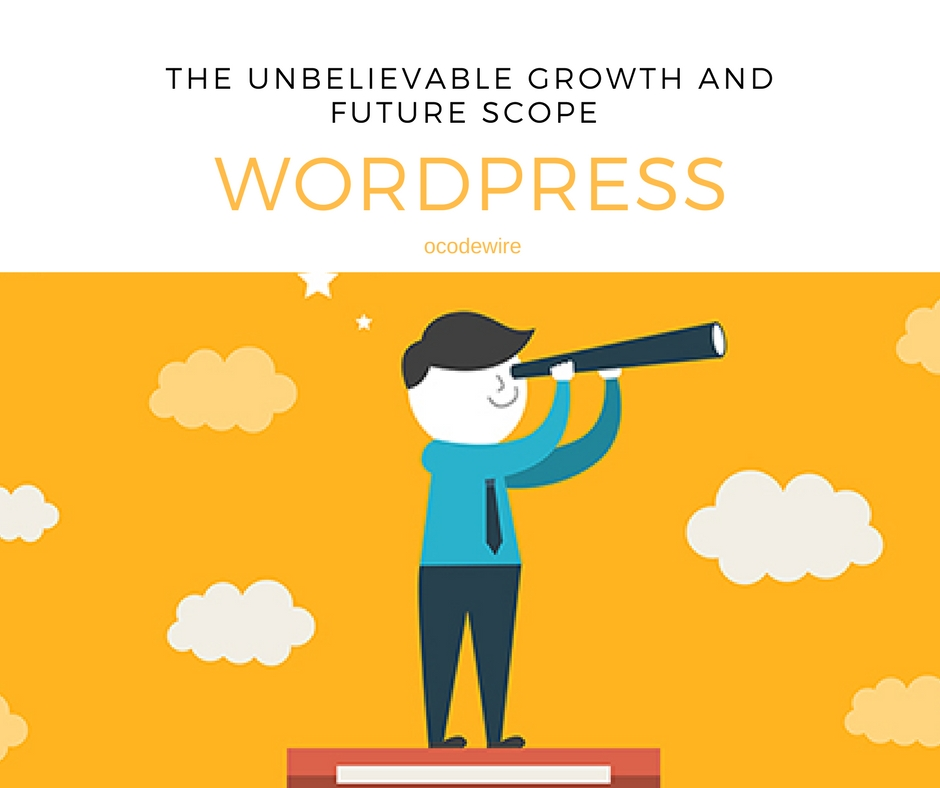 THE UNBELIEVABLE GROWTH AND
FUTURE SCOPE
WORDPRESS
ocodewire